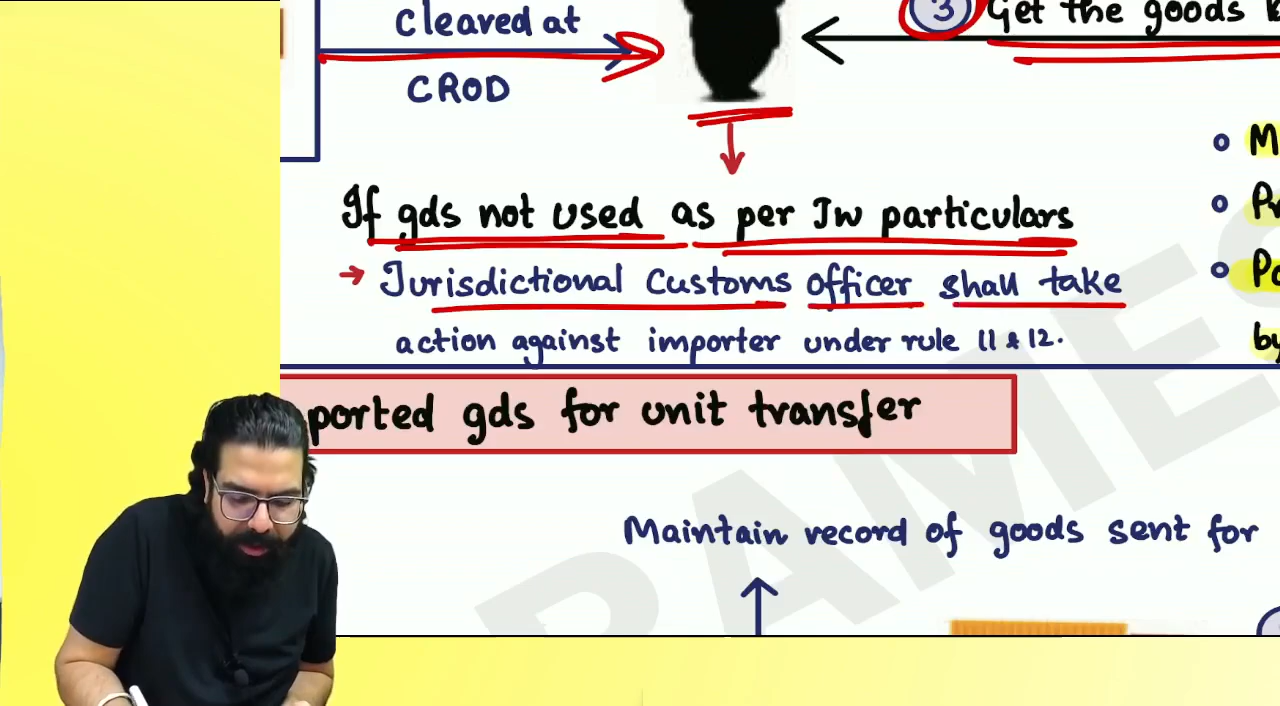 Cleared at
CROD
3 Get the goods
If gds not used as per Jw particulars
→ Jurisdictional Customs officer shall take
action against importer under rule 11 & 12.
by
ported gds for unit transfer
Maintain record of goods sent for